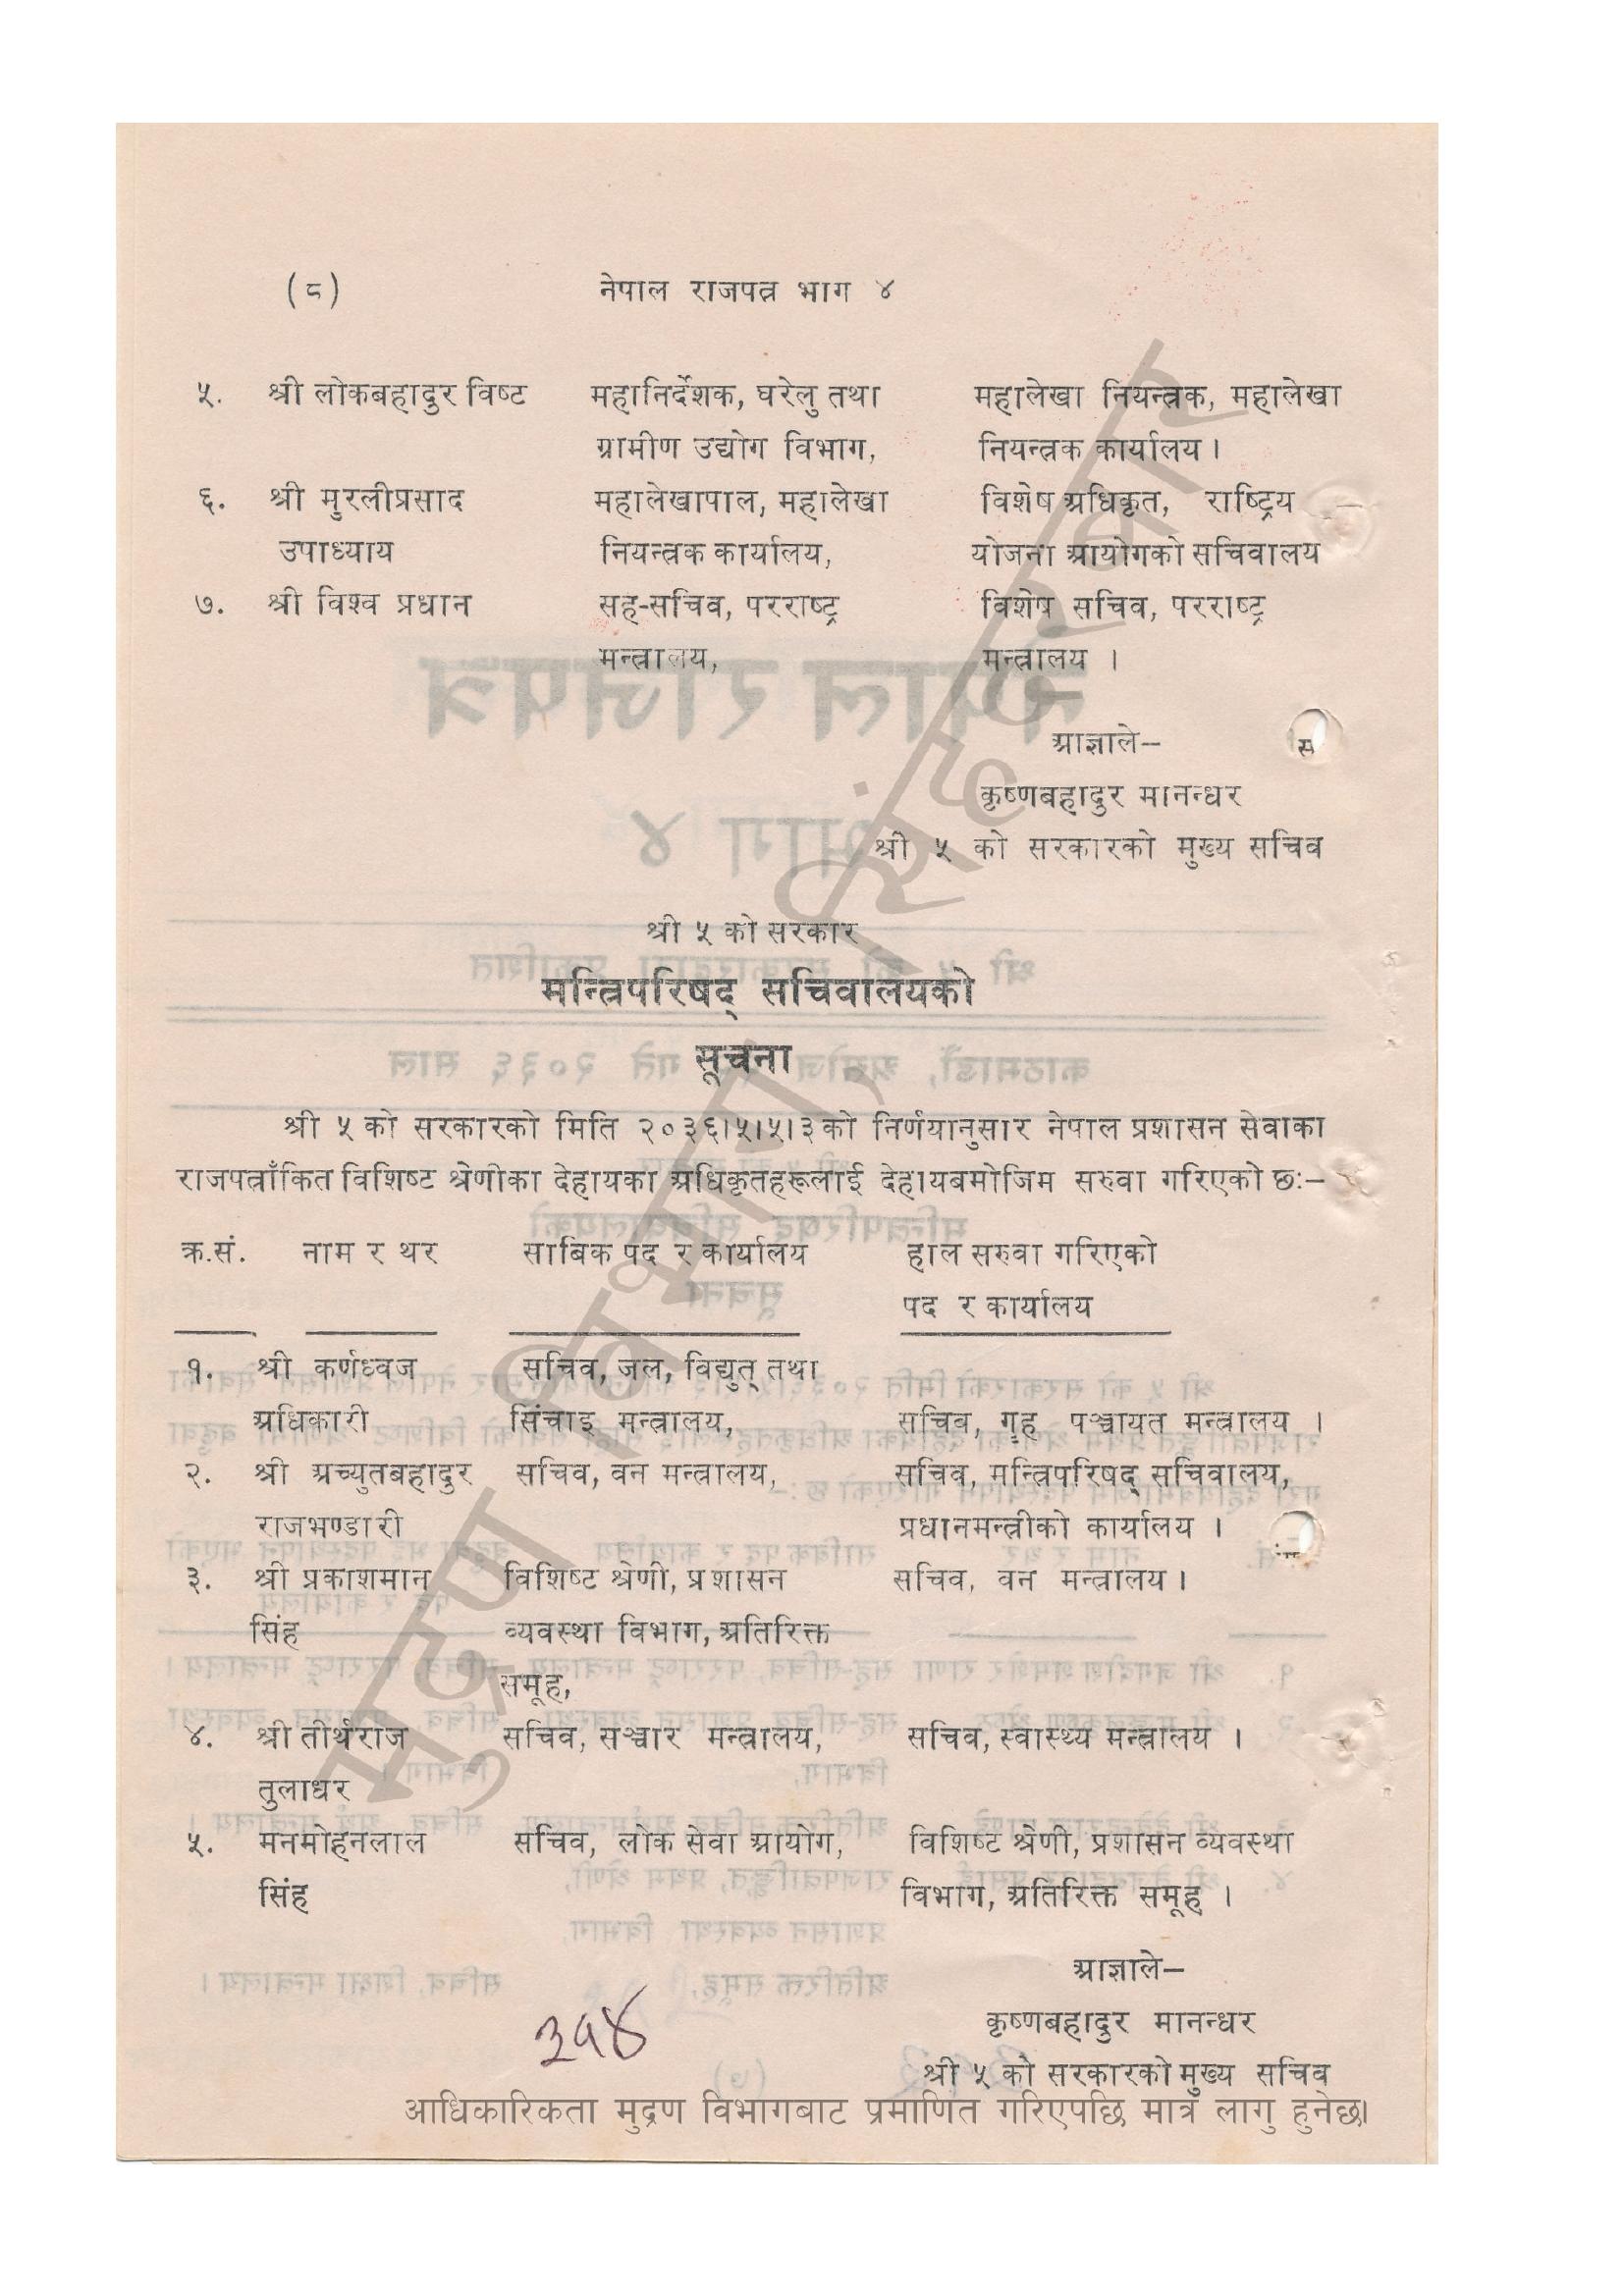 (८) नेपाल राजपत्र भाग ४
५. श्री लोकबहादुर विष्ट महानिर्देशक, घरेलु तथा महालेखा नियन्त्रक, महालेखा
ग्रामीण उद्योग विभाग, नियन्त्रक कार्यालय ।
६. श्री मुरलीप्रसाद महालेखापाल, महालेखा विशेष अधिकृत, राष्ट्रिय
उपाध्याय नियन्त्रक कार्यालय, योजना आयोगको सचिवालय
७. श्री विश्व प्रधान सह-सचिव, परराष्ट्र विशेष सचिव, परराष्ट्र
मन्त्रालय, मन्त्रालय ।
आज्ञाले–
कृष्णबहादुर मानन्धर
श्री ५ को सरकारको मुख्य सचिव
श्री ५ को सरकार
मन्त्रिपरिषद् सचिवालयको
सूचना
श्री ५ को सरकारको मिति २०३६।५।५।३ को निर्णयानुसार नेपाल प्रशासन सेवाका
राजपत्राँकित विशिष्ट श्रेणीका देहायका अधिकृतहरूलाई देहायबमोजिम सरुवा गरिएको छः–
क्र.सं. नाम र थर साबिक पद र कार्यालय हाल सरुवा गरिएको
पद र कार्यालय
१. श्री कर्णध्वज सचिव, जल, विद्युत् तथा
अधिकारी सिंचाइ मन्त्रालय, सचिव, गृह पञ्चायत मन्त्रालय ।
२. श्री अच्युतबहादुर सचिव, वन मन्त्रालय, सचिव, मन्त्रिपरिषद् सचिवालय,
राजभण्डारी प्रधानमन्त्रीको कार्यालय ।
३. श्री प्रकाशमान विशिष्ट श्रेणी, प्रशासन सचिव, वन मन्त्रालय ।
सिंह व्यवस्था विभाग, अतिरिक्त
समूह,
४. श्री तीर्थराज सचिव, सञ्चार मन्त्रालय, सचिव, स्वास्थ्य मन्त्रालय ।
तुलाधर
५. मनमोहनलाल सचिव, लोक सेवा आयोग, विशिष्ट श्रेणी, प्रशासन व्यवस्था
सिंह विभाग, अतिरिक्त समूह ।
आज्ञाले–
कृष्णबहादुर मानन्धर
३१४
श्री ५ को सरकारको मुख्य सचिव
आधिकारिकता मुद्रण विभागबाट प्रमाणित गरिएपछि मात्र लागु हुनेछ।
मुद्रण विभाग, सिंहदरबार